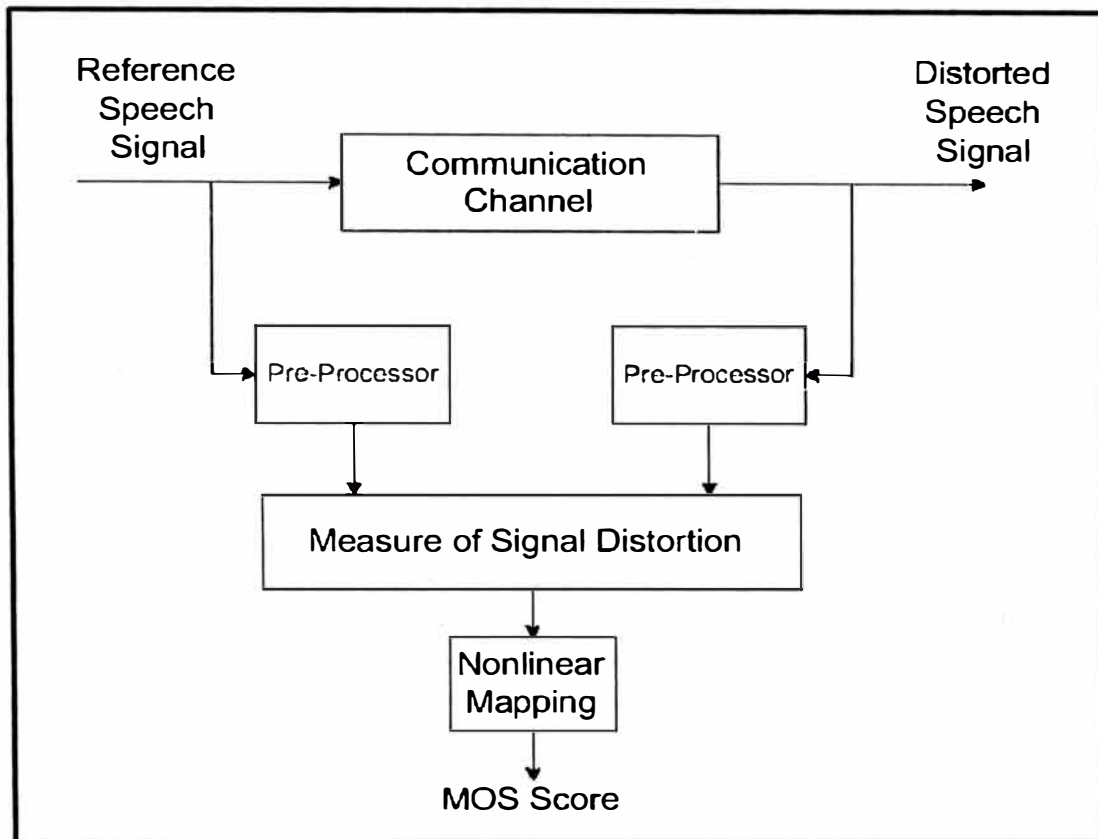 Reference
Speech
Signal
Distorted
Speech
Signal
Communication
Channel
Pre-Processor
Pre-Processor
Measure of Signal Distortion
Nonlinear
Mapping
MOS Score